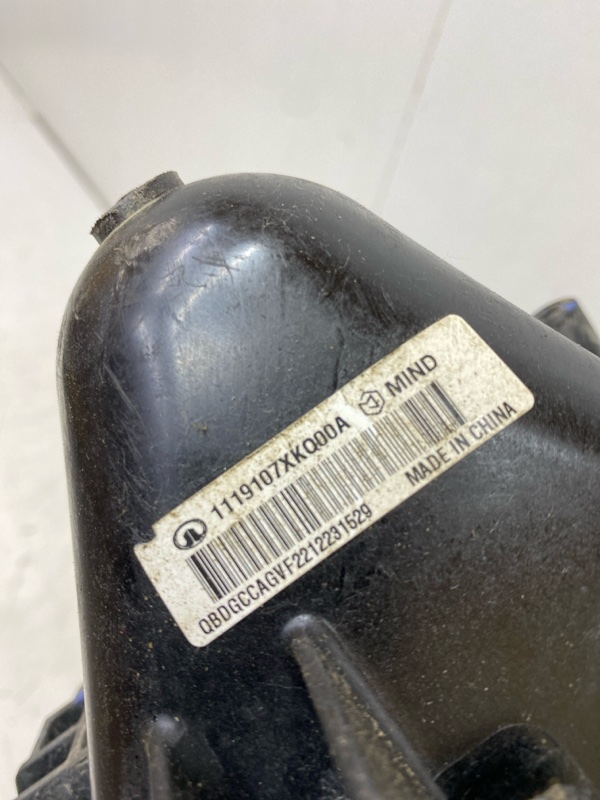 1119107XKQ00A MIND
QBDGCCAGVF2212231529 MADE IN CHINA